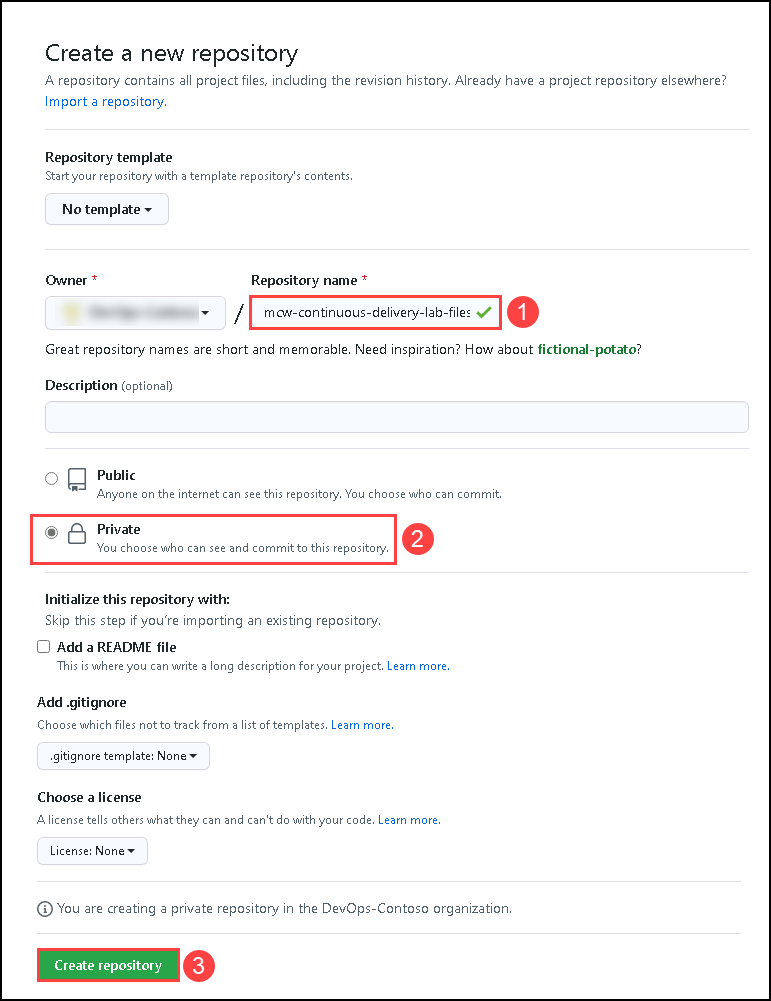 Create a new repository
A repository contains all project files, including the revision history. Already have a project repository elsewhere?
Import a repository.
Repository template
Start your repository with a template repository's contents.
No template
Owner *
Repository name *
/
mcw-continuous-delivery-lab-files
1
Great repository names are short and memorable. Need inspiration? How about fictional-potato?
Description (optional)
Public
Anyone on the internet can see this repository. You choose who can commit.
Private
You choose who can see and commit to this repository.
2
Initialize this repository with:
Skip this step if you're importing an existing repository.
Add a README file
This is where you can write a long description for your project. Learn more.
Add .gitignore
Choose which files not to track from a list of templates. Learn more.
.gitignore template: None
Choose a license
A license tells others what they can and can't do with your code. Learn more.
License: None
You are creating a private repository in the DevOps-Contoso organization.
Create repository
3